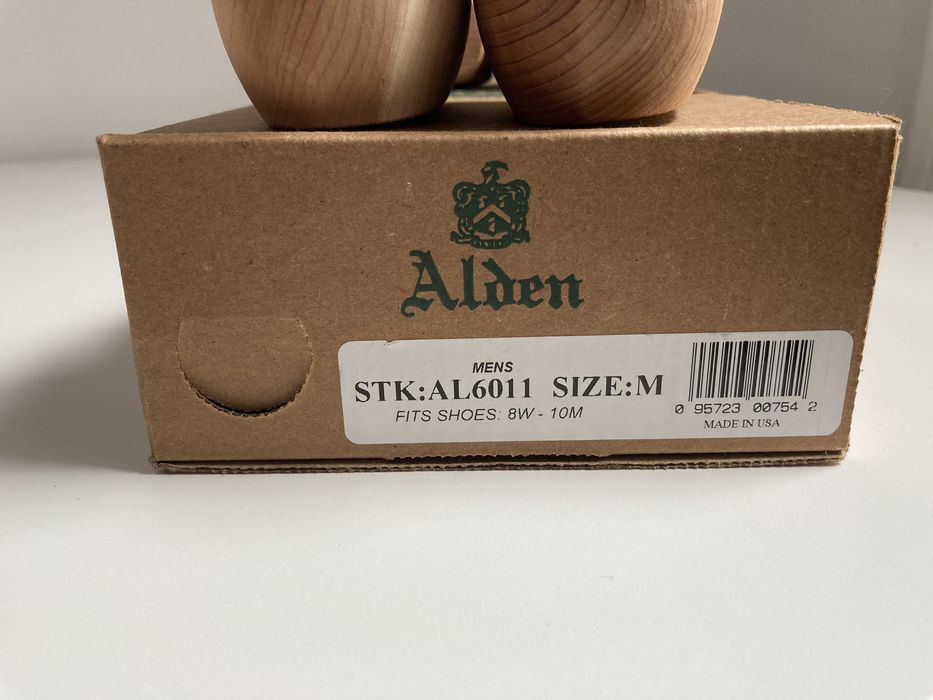 Alden
MENS
STK:AL6011 SIZE:M
FITS SHOES: 8W - 10M
0 95723 00754 2
MADE IN USA